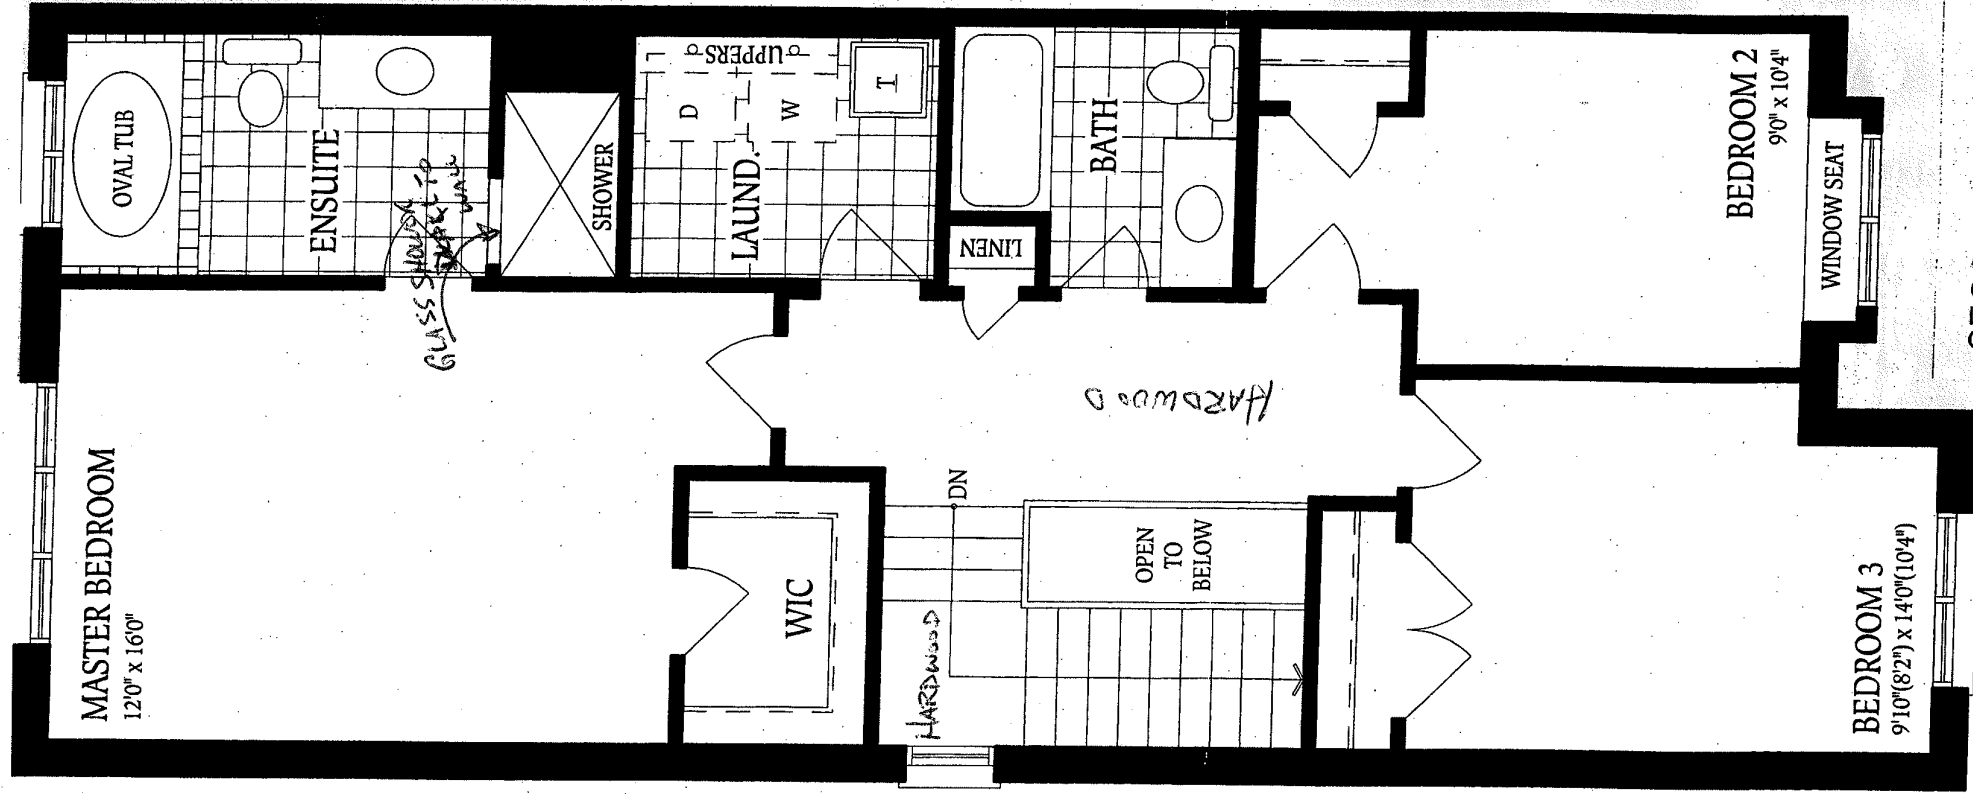 OVAL TUB
ENSUITE
GLASS SHOWER
SHOWER
UPPERS
D
W
T
LAUND.
LINEN
BATH
BEDROOM 2
9'0" x 10'4"
WINDOW SEAT
MASTER BEDROOM
12'0" x 16'0"
HARDWOOD
WIC
DN
HARDWOOD
OPEN
TO
BELOW
BEDROOM 3
9'10"(8'2") x 14'0"(10'4")